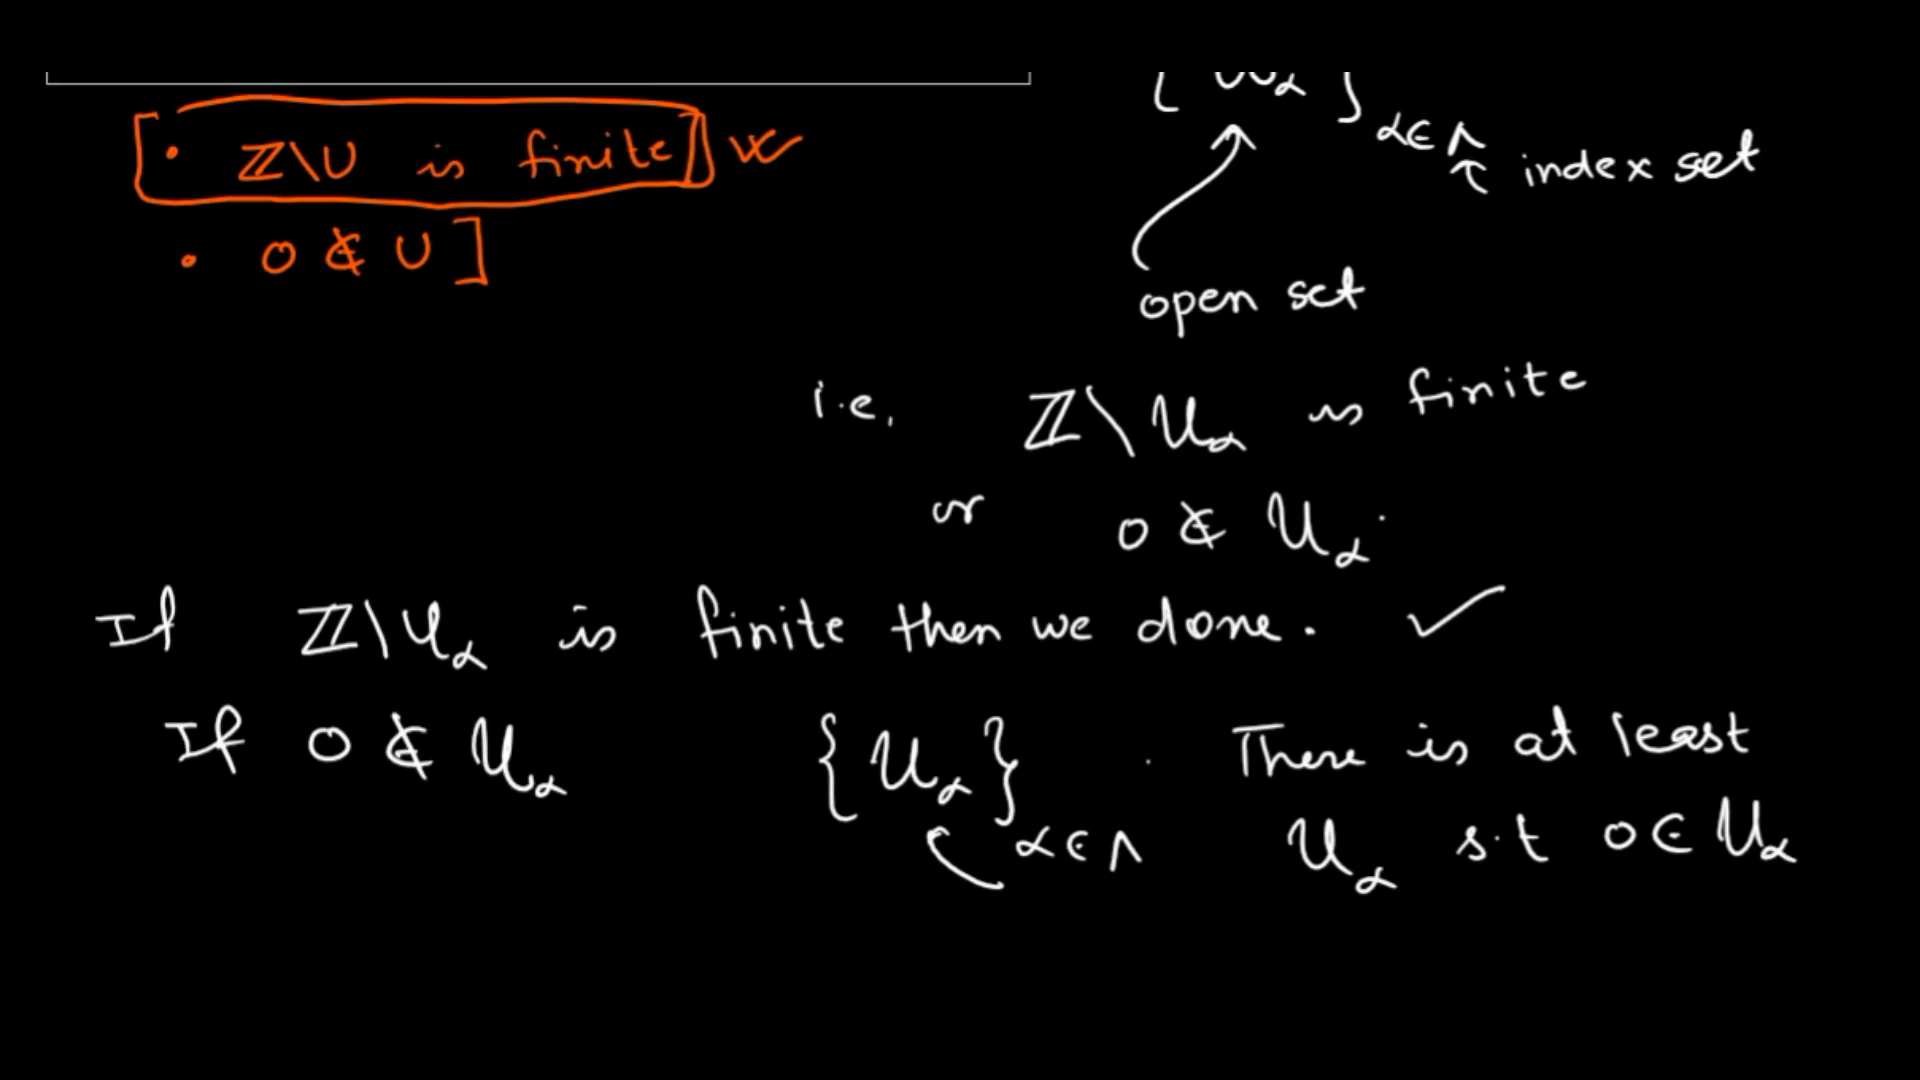 [• ℤ\U is finite]
• 0 ∉ U ]
{ U_α }_{α∈Λ}
↑ index set
open set
i.e. ℤ\U_α is finite
or 0 ∉ U_α.
If ℤ\U_α is finite then we done. ✓
If 0 ∉ U_α {U_α}_{α∈Λ} . There is at least
U_α s.t 0∈U_α